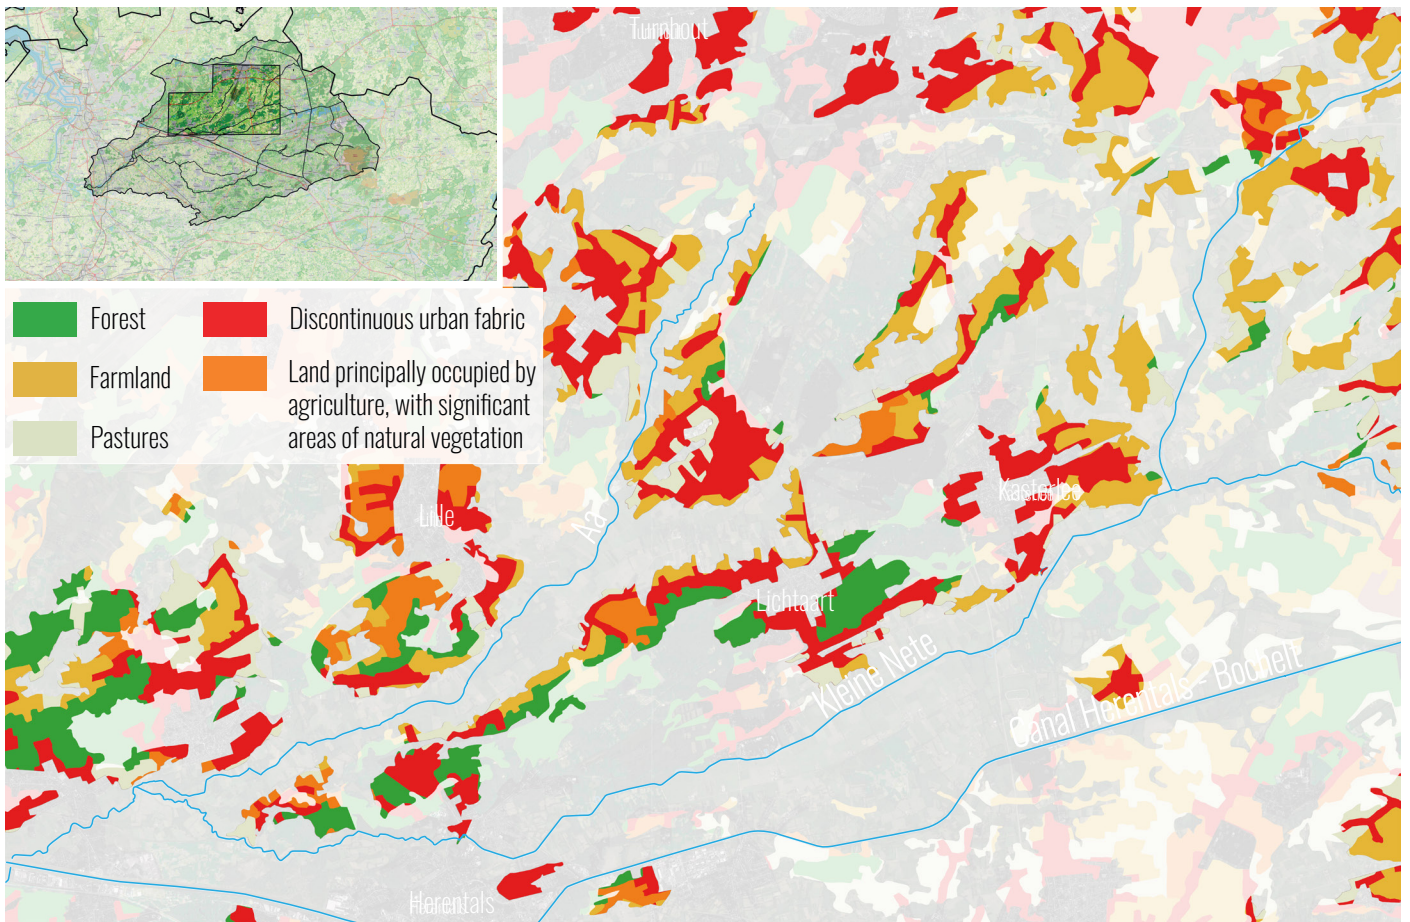 Turnhout
Forest
Discontinuous urban fabric
Farmland
Land principally occupied by
agriculture, with significant
areas of natural vegetation
Pastures
Kasterlee
Lille
Aa
Lichtaart
Kleine Nete
Canal Herentals - Bocholt
Herentals